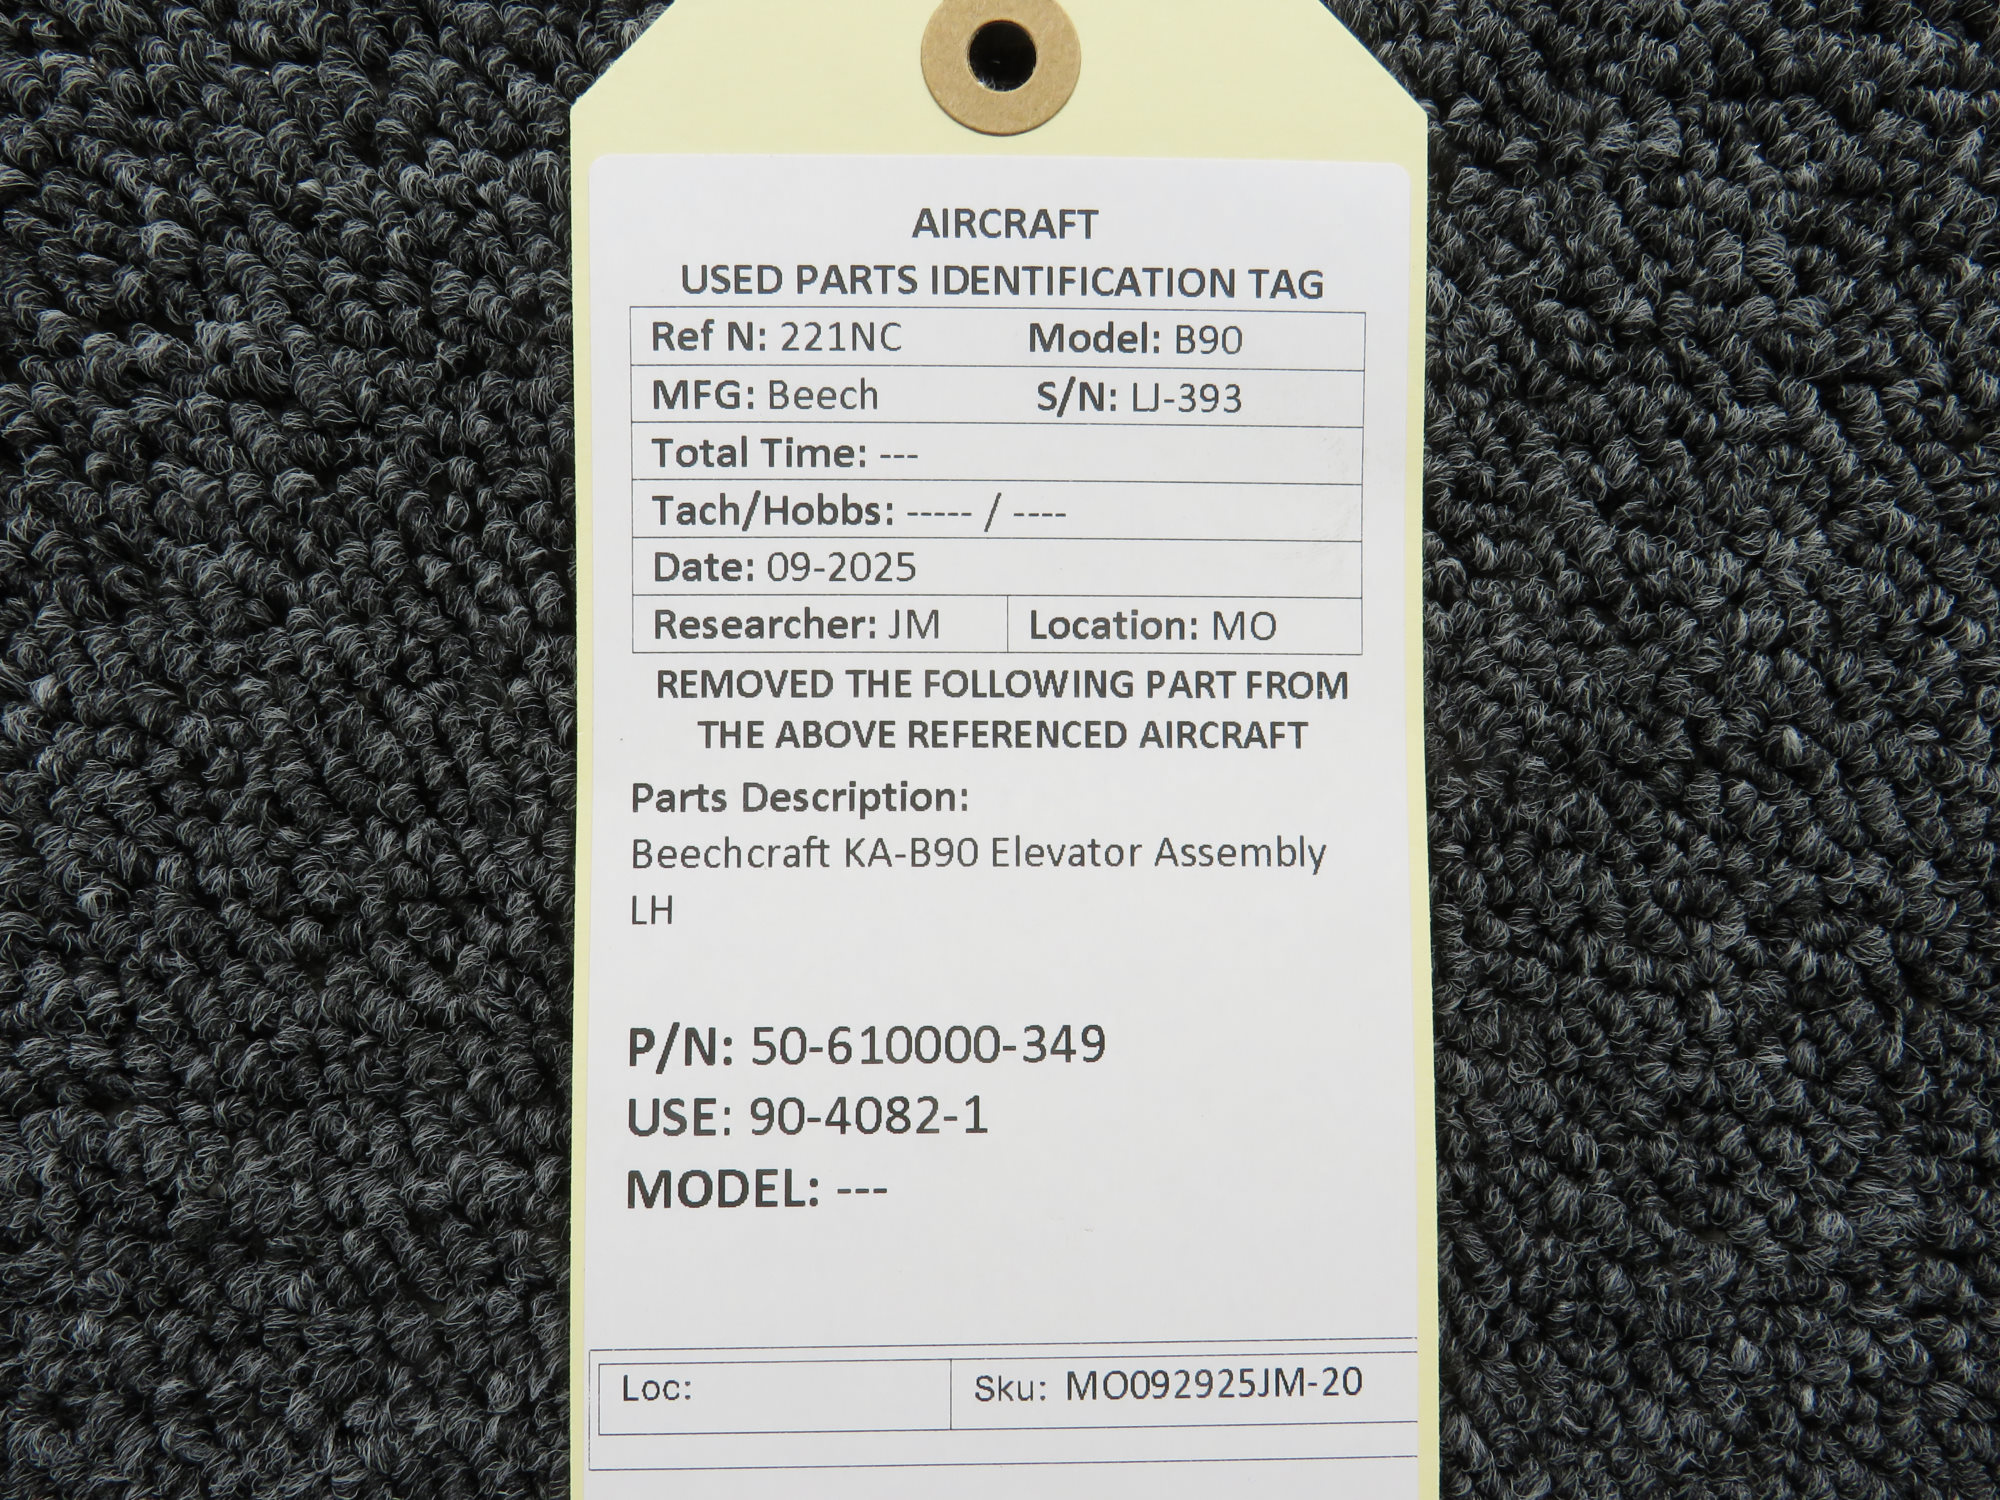 AIRCRAFT
USED PARTS IDENTIFICATION TAG
Ref N: 221NC Model: B90
MFG: Beech S/N: LJ-393
Total Time: ---
Tach/Hobbs: ----- / ----
Date: 09-2025
Researcher: JM Location: MO
REMOVED THE FOLLOWING PART FROM
THE ABOVE REFERENCED AIRCRAFT
Parts Description:
Beechcraft KA-B90 Elevator Assembly
LH
P/N: 50-610000-349
USE: 90-4082-1
MODEL: ---
Loc: Sku: MO092925JM-20